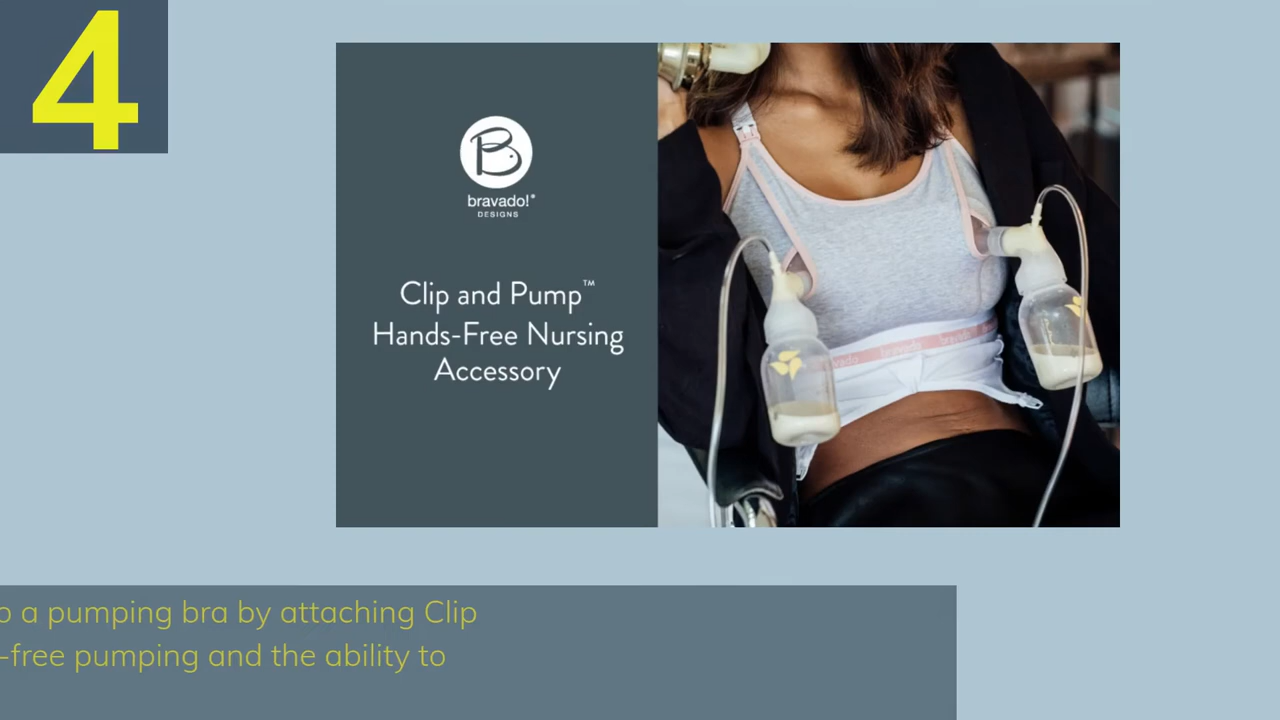 4
B
bravado!®
DESIGNS
Clip and Pump™
Hands-Free Nursing
Accessory
bravado
a pumping bra by attaching Clip
-free pumping and the ability to